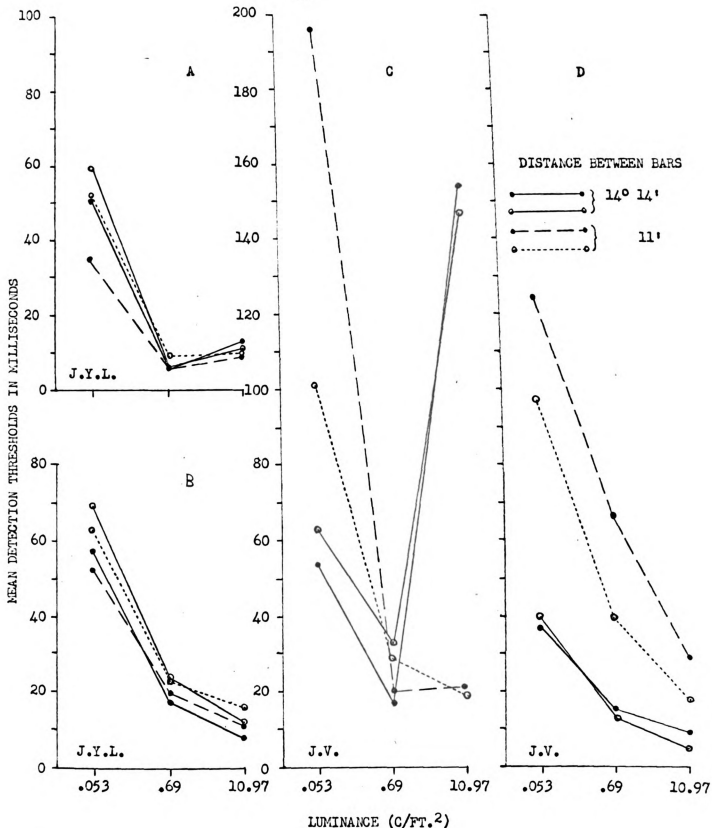 MEAN DETECTION THRESHOLDS IN MILLISECONDS
100
80
60
40
20
0
A
J.Y.L.
80
60
40
20
0
B
J.Y.L.
.053 .69 10.97
200
180
160
140
120
100
80
60
40
20
0
C
J.V.
.053 .69 10.97
D
DISTANCE BETWEEN BARS
14° 14'
11'
J.V.
.053 .69 10.97
LUMINANCE (C/FT.²)